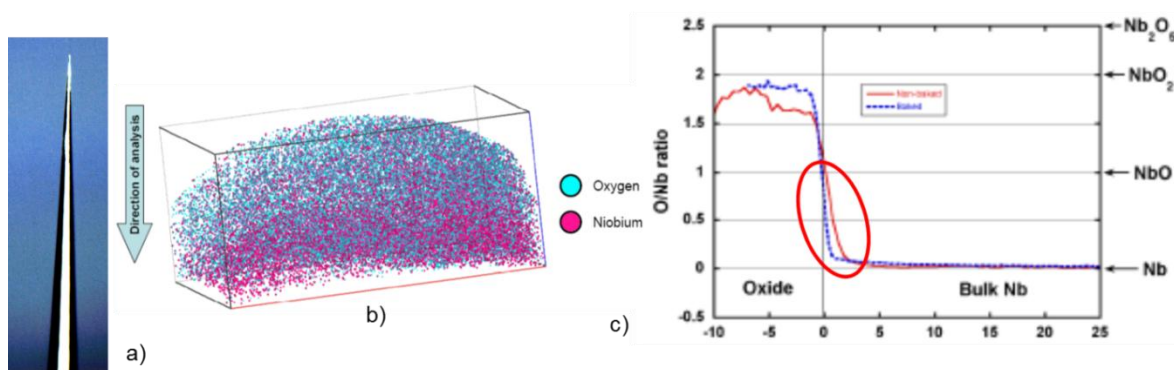 a)
Direction of analysis
Oxygen
Niobium
b)
c)
O/Nb ratio
2.5
2
1.5
1
0.5
0
-0.5
Non-baked
Baked
Oxide
Bulk Nb
-10
-5
0
5
10
15
20
25
Nb₂O₅
NbO₂
NbO
Nb